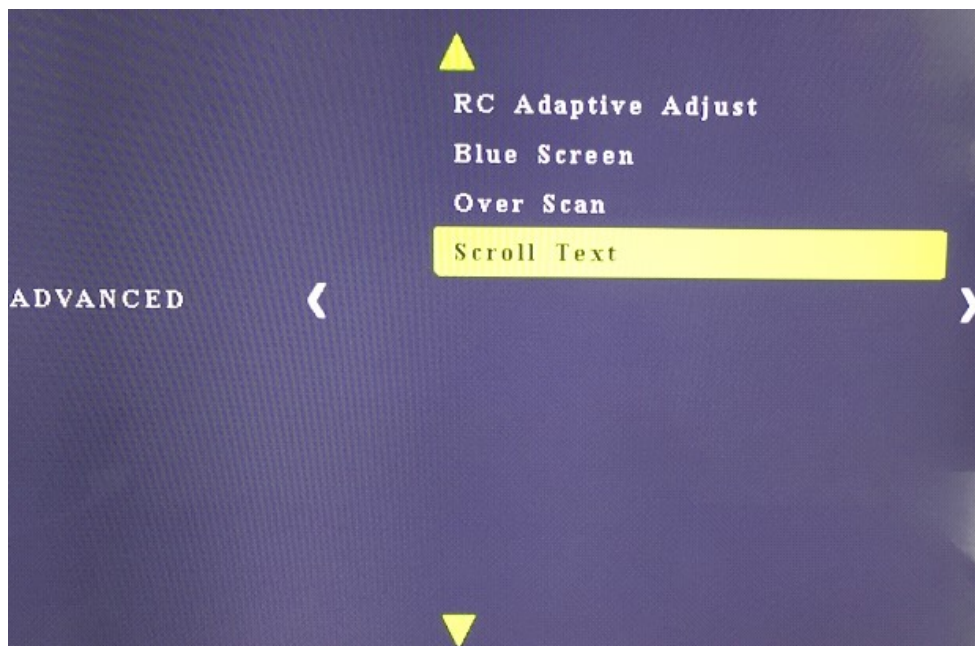 RC Adaptive Adjust
Blue Screen
Over Scan
Scroll Text
ADVANCED